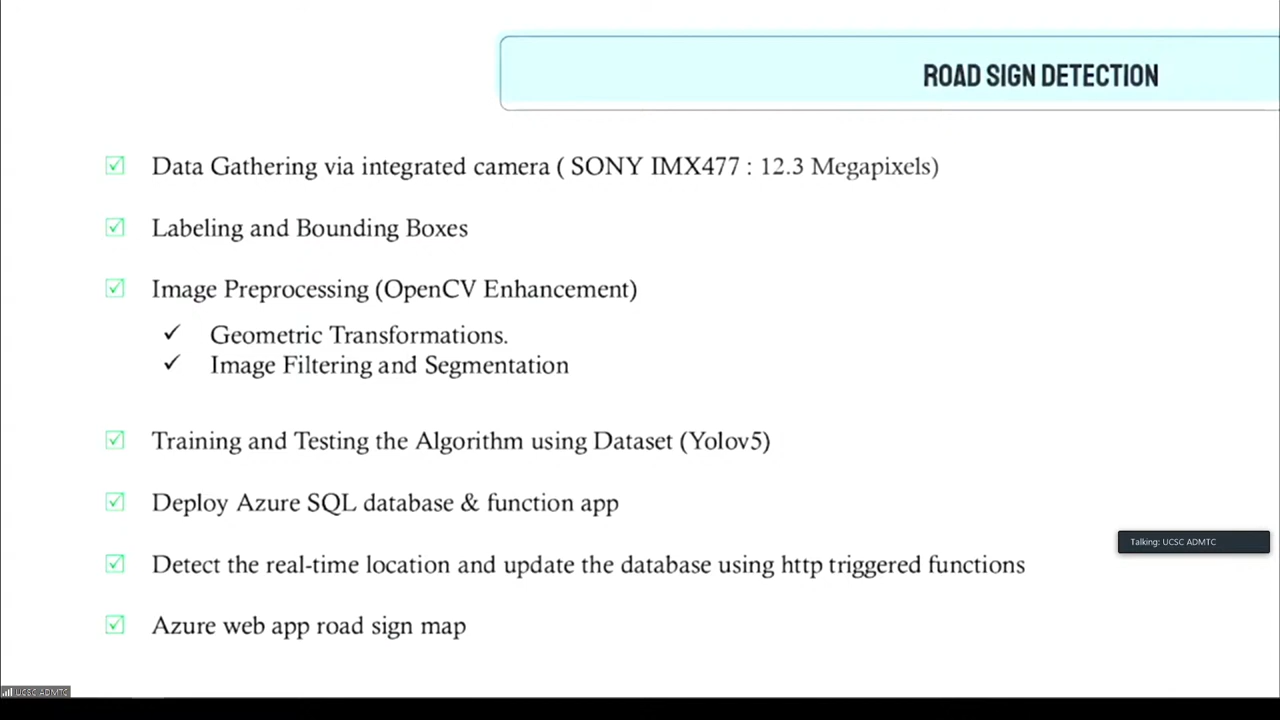 ROAD SIGN DETECTION
Data Gathering via integrated camera ( SONY IMX477 : 12.3 Megapixels)
Labeling and Bounding Boxes
Image Preprocessing (OpenCV Enhancement)
Geometric Transformations.
Image Filtering and Segmentation
Training and Testing the Algorithm using Dataset (Yolov5)
Deploy Azure SQL database & function app
Talking: UCSC ADMTC
Detect the real-time location and update the database using http triggered functions
Azure web app road sign map
UCSC ADMTC